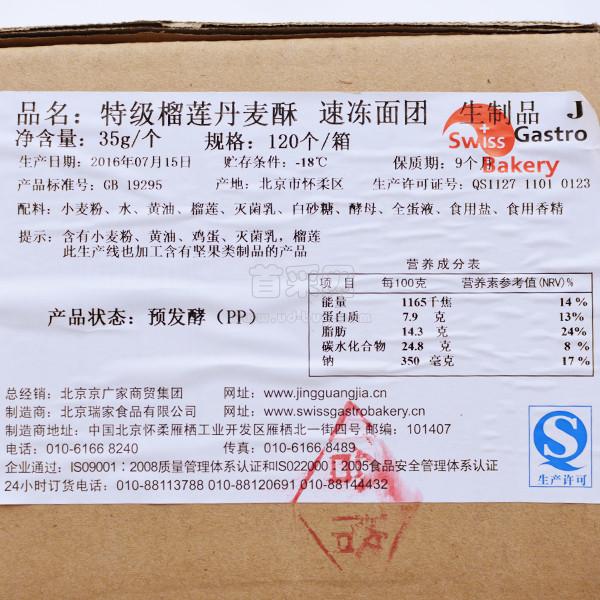 品名：特级榴莲丹麦酥 速冻面团 生制品 J
Swiss Gastro Bakery
净含量：35g/个 规格：120个/箱
生产日期：2016年07月15日 贮存条件：-18℃ 保质期：9个月
产品标准号：GB 19295 产地：北京市怀柔区 生产许可证号：QS1127 1101 0123
配料：小麦粉、水、黄油、榴莲、灭菌乳、白砂糖、酵母、全蛋液、食用盐、食用香精
提示：含有小麦粉、黄油、鸡蛋、灭菌乳，榴莲
此生产线也加工含有坚果类制品的产品
产品状态：预发酵（PP）
营养成分表
项目 每100克 营养素参考值(NRV)%
能量 1165千焦 14%
蛋白质 7.9 克 13%
脂肪 14.3 克 24%
碳水化合物 24.8 克 8%
钠 350 毫克 17%
总经销：北京京广家商贸集团 网址：www.jingguangjia.cn
制造商：北京瑞家食品有限公司 网址：www.swissgastrobakery.cn
制造商地址：中国北京怀柔雁栖工业开发区雁栖北一街四号 邮编：101407
电话：010-6166 8240 传真：010-6166 8489
企业通过：ISO9001：2008质量管理体系认证和ISO22000：2005食品安全管理体系认证
24小时订货电话：010-88113788 010-88120691 010-88144432
生产许可